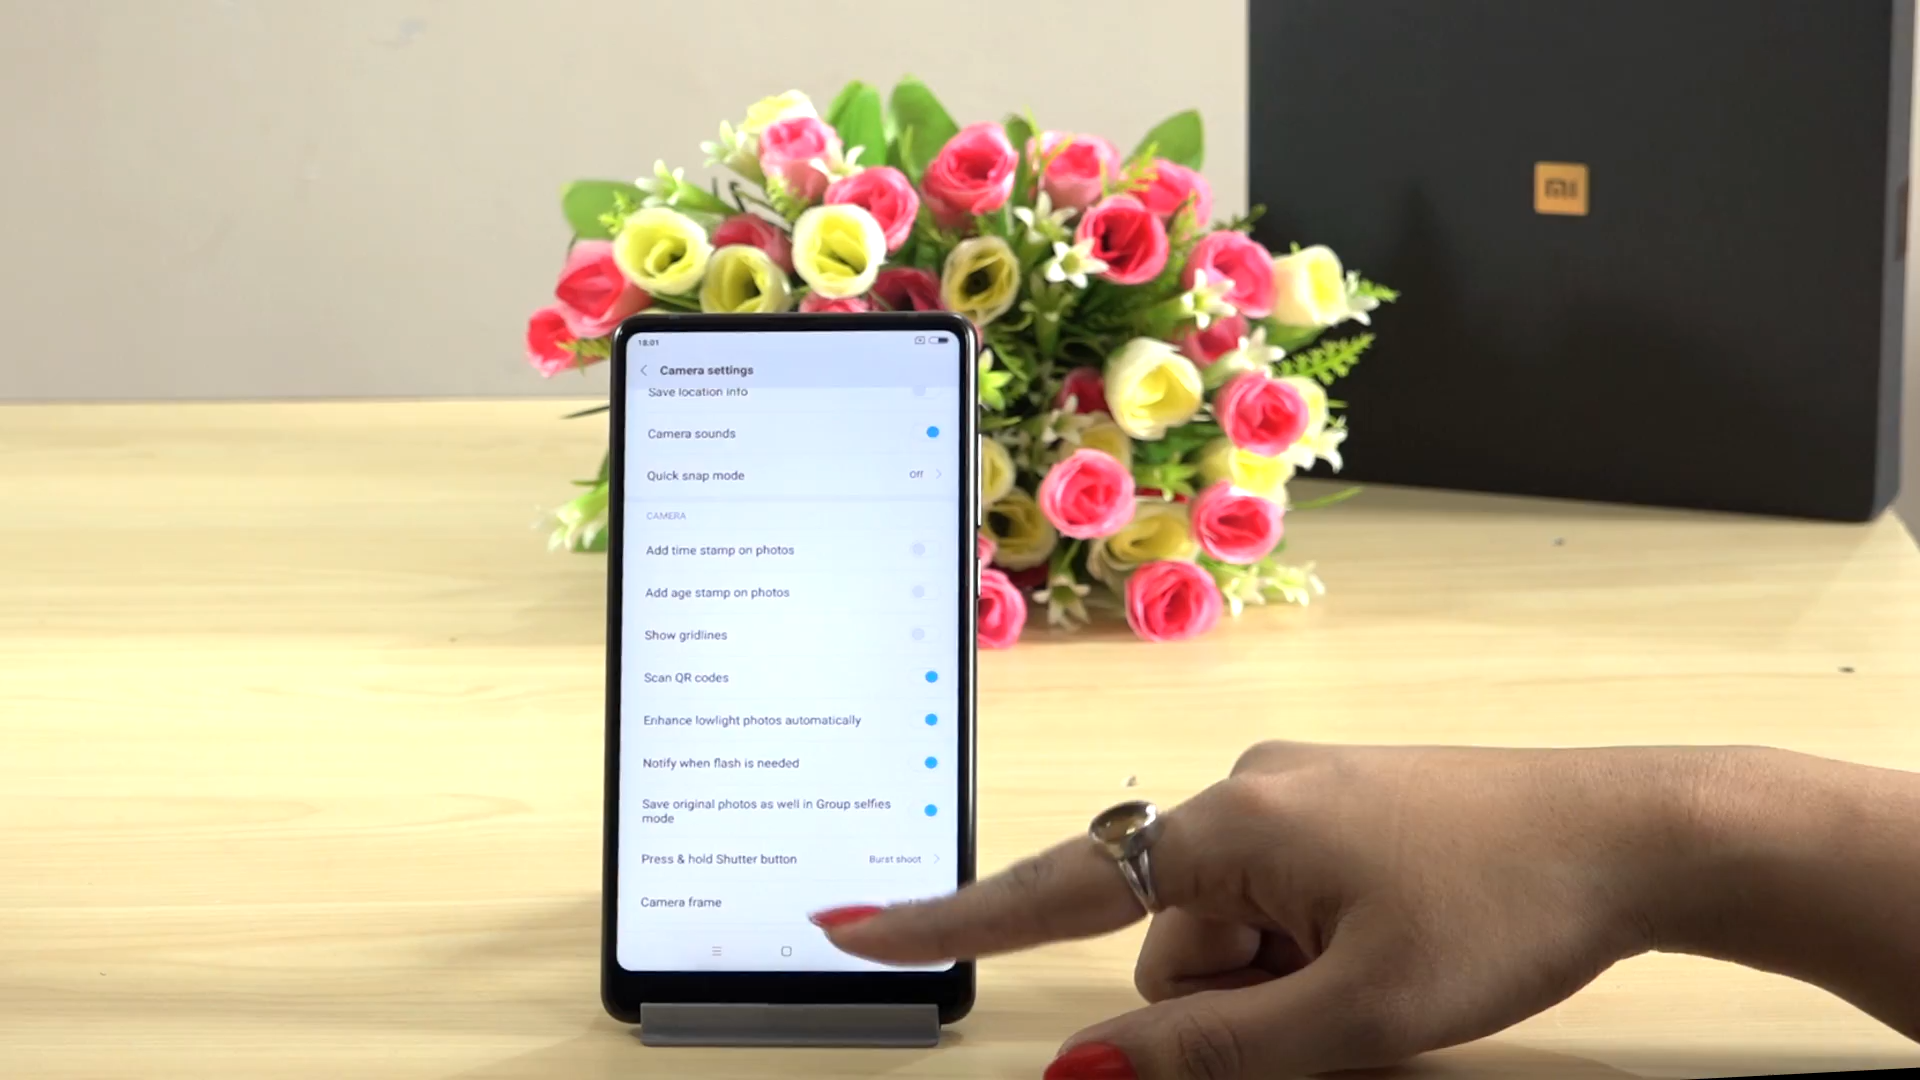 18:01
Camera settings
Save location info
Camera sounds
Quick snap mode Off
CAMERA
Add time stamp on photos
Add age stamp on photos
Show gridlines
Scan QR codes
Enhance lowlight photos automatically
Notify when flash is needed
Save original photos as well in Group selfies
mode
Press & hold Shutter button Burst shoot
Camera frame
MI